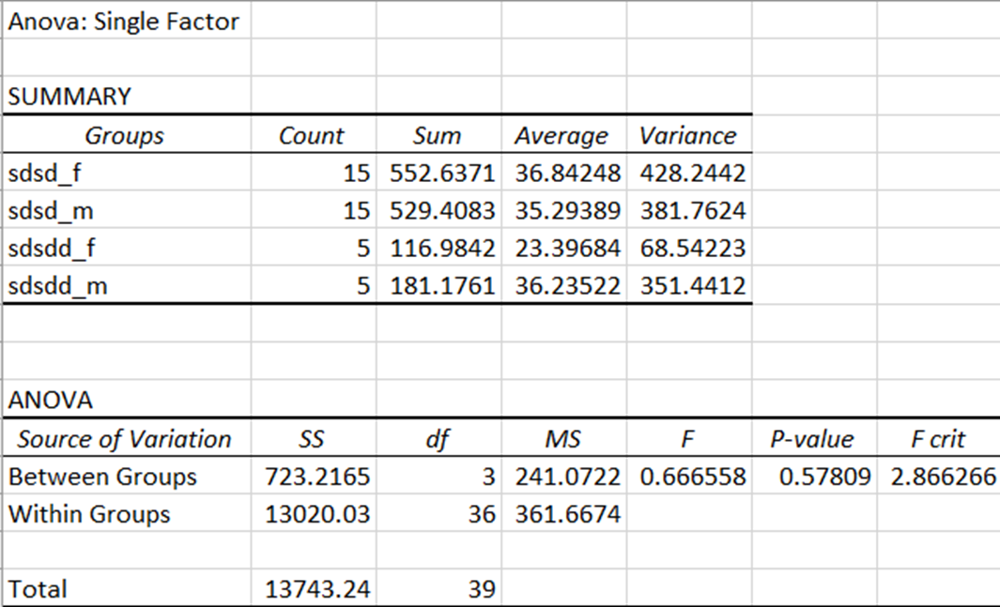 Anova: Single Factor
SUMMARY
Groups Count Sum Average Variance
sdsd_f 15 552.6371 36.84248 428.2442
sdsd_m 15 529.4083 35.29389 381.7624
sdsdd_f 5 116.9842 23.39684 68.54223
sdsdd_m 5 181.1761 36.23522 351.4412
ANOVA
Source of Variation SS df MS F P-value F crit
Between Groups 723.2165 3 241.0722 0.666558 0.57809 2.866266
Within Groups 13020.03 36 361.6674
Total 13743.24 39